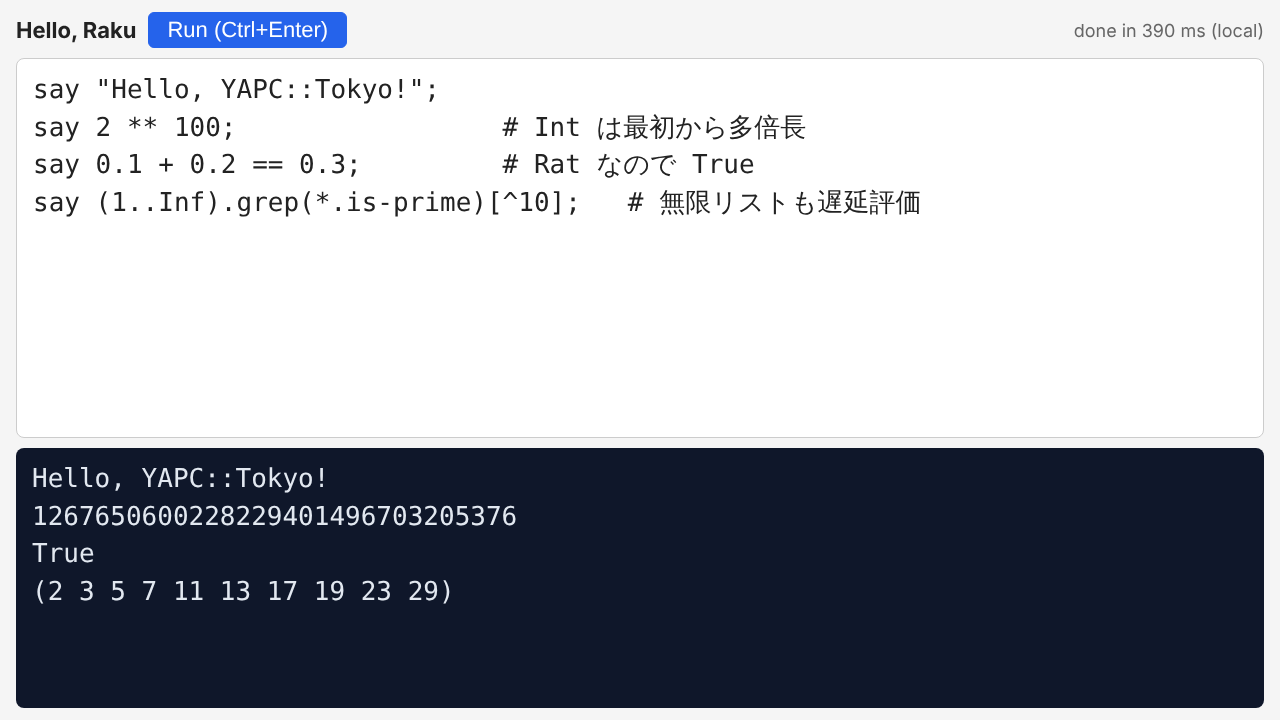 Hello, Raku
Run (Ctrl+Enter)
done in 390 ms (local)
say "Hello, YAPC::Tokyo!";
say 2 ** 100;                 # Int は最初から多倍長
say 0.1 + 0.2 == 0.3;         # Rat なので True
say (1..Inf).grep(*.is-prime)[^10];   # 無限リストも遅延評価
Hello, YAPC::Tokyo!
1267650600228229401496703205376
True
(2 3 5 7 11 13 17 19 23 29)